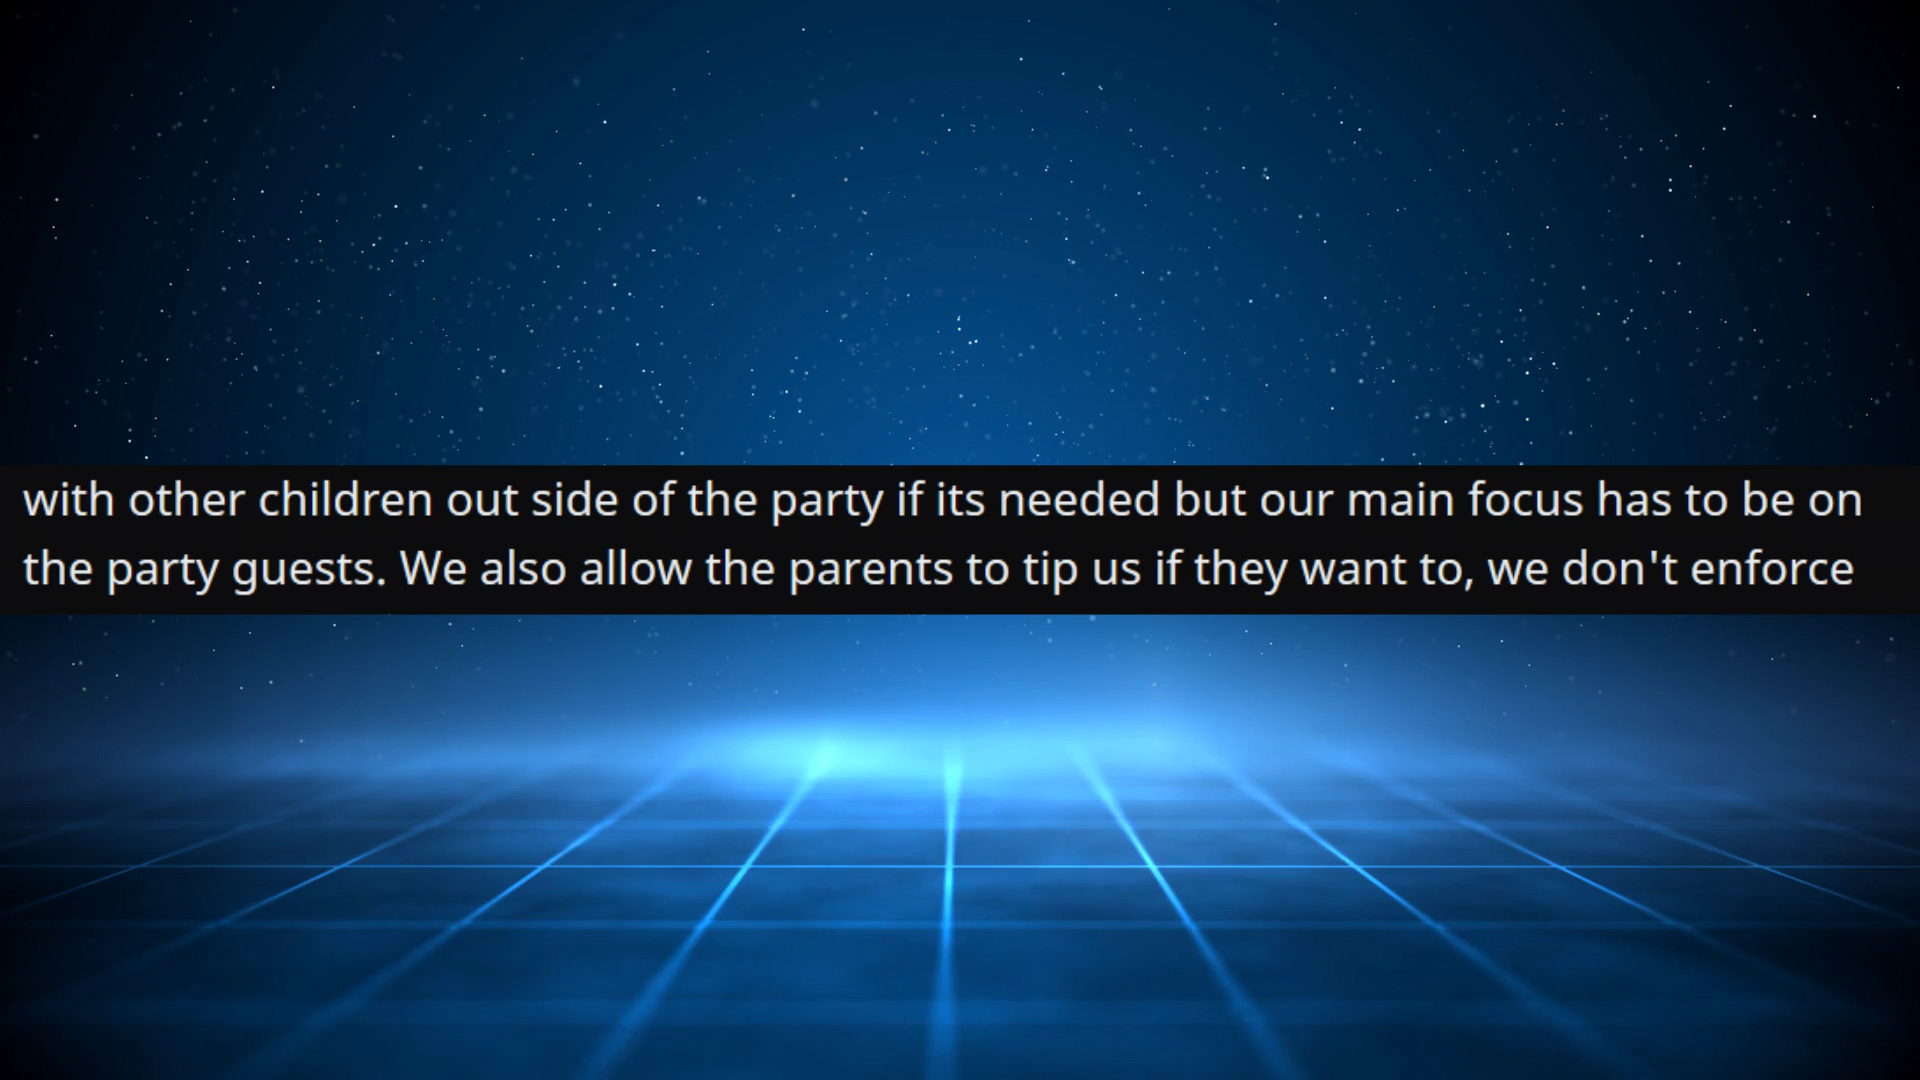 with other children out side of the party if its needed but our main focus has to be on
the party guests. We also allow the parents to tip us if they want to, we don't enforce